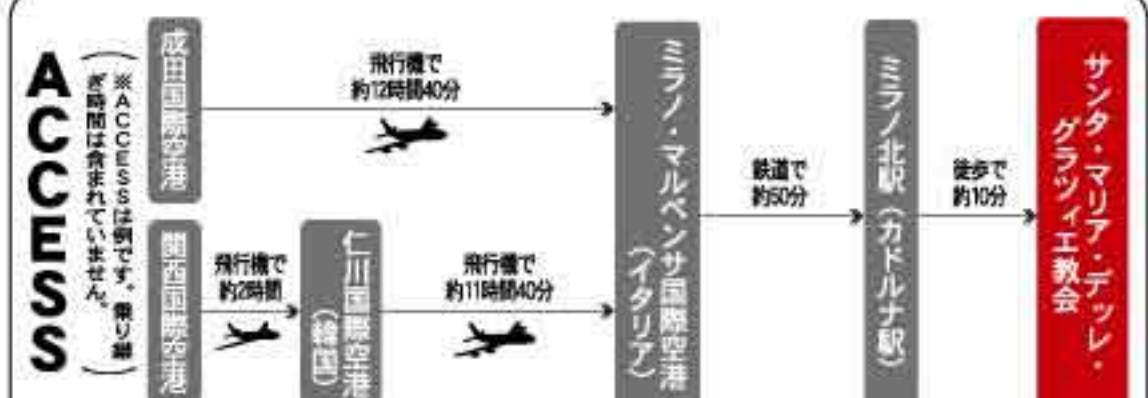 ACCESS
※ACCESSは例です。乗り継
ぎ時間は含まれていません。
成田国際空港
飛行機で
約12時間40分
関西国際空港
飛行機で
約2時間
仁川国際空港
（韓国）
飛行機で
約11時間40分
ミラノ・マルペンサ国際空港
（イタリア）
鉄道で
約50分
ミラノ北駅（カドルナ駅）
徒歩で
約10分
サンタ・マリア・デッレ・
グラツィエ教会